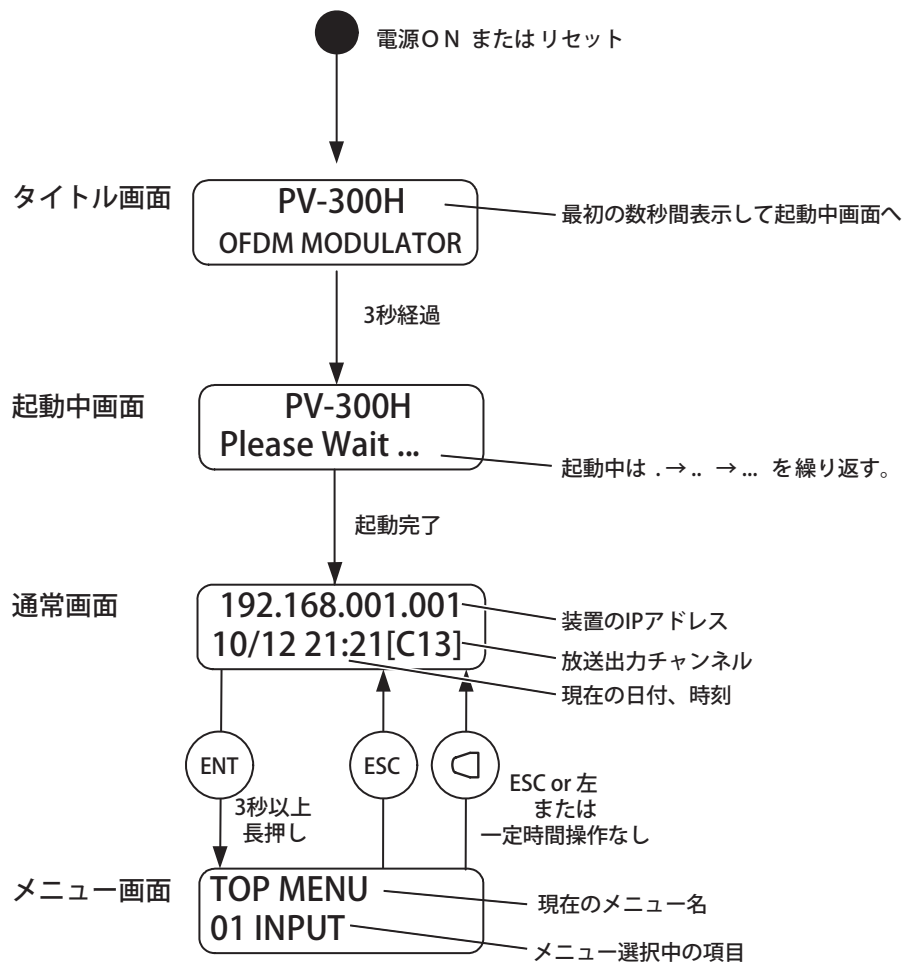 電源ON または リセット
タイトル画面
PV-300H
OFDM MODULATOR
最初の数秒間表示して起動中画面へ
3秒経過
起動中画面
PV-300H
Please Wait ...
起動中は . → .. → ... を繰り返す。
起動完了
通常画面
192.168.001.001
10/12 21:21[C13]
装置のIPアドレス
放送出力チャンネル
現在の日付、時刻
ENT
ESC
3秒以上
長押し
ESC or 左
または
一定時間操作なし
メニュー画面
TOP MENU
01 INPUT
現在のメニュー名
メニュー選択中の項目